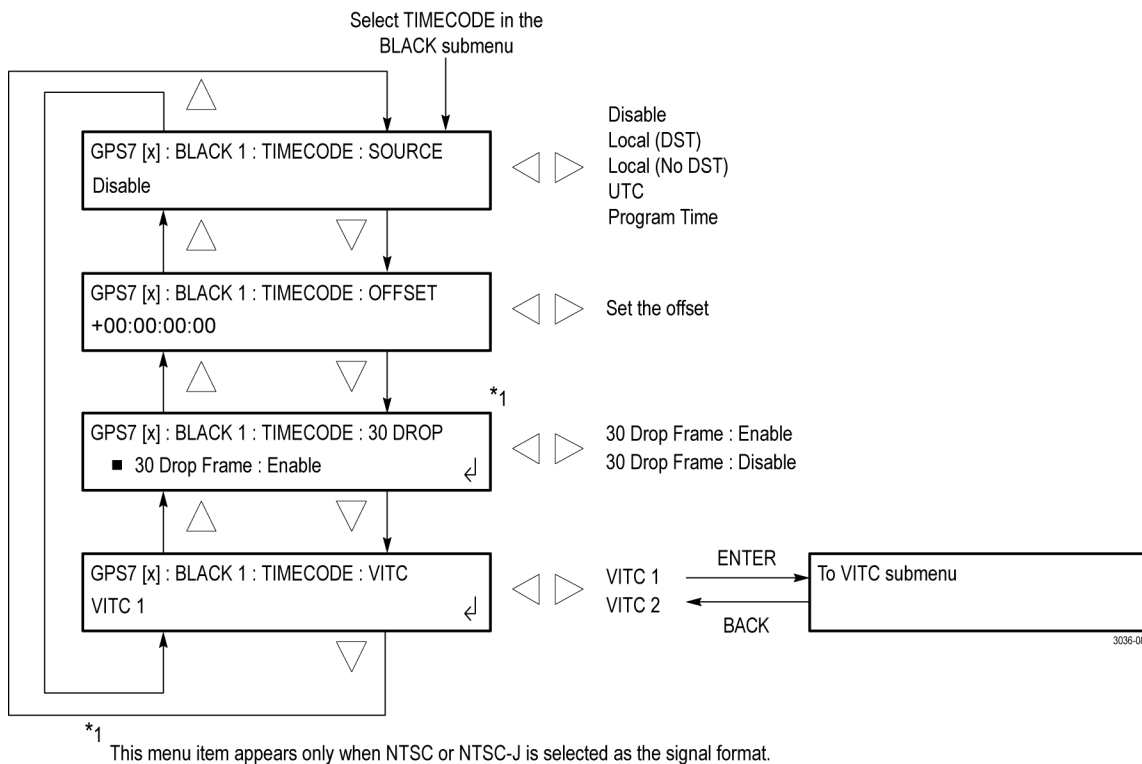 Select TIMECODE in the
BLACK submenu
GPS7 [x] : BLACK 1 : TIMECODE : SOURCE
Disable
Disable
Local (DST)
Local (No DST)
UTC
Program Time
GPS7 [x] : BLACK 1 : TIMECODE : OFFSET
+00:00:00:00
Set the offset
*1
GPS7 [x] : BLACK 1 : TIMECODE : 30 DROP
■ 30 Drop Frame : Enable
30 Drop Frame : Enable
30 Drop Frame : Disable
GPS7 [x] : BLACK 1 : TIMECODE : VITC
VITC 1
VITC 1
VITC 2
ENTER
BACK
To VITC submenu
3036-08
*1
This menu item appears only when NTSC or NTSC-J is selected as the signal format.